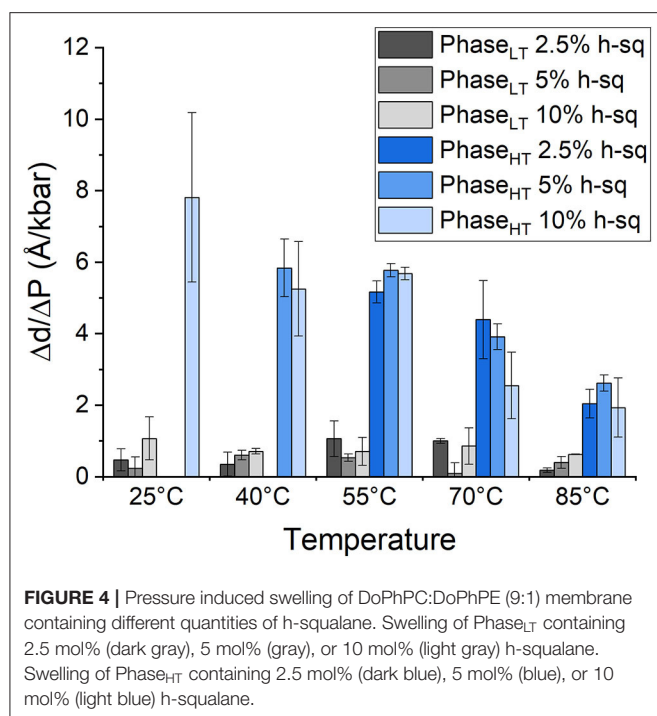 12
10
8
6
4
2
0
Δd/ΔP (Å/kbar)
Phase_LT 2.5% h-sq
Phase_LT 5% h-sq
Phase_LT 10% h-sq
Phase_HT 2.5% h-sq
Phase_HT 5% h-sq
Phase_HT 10% h-sq
25°C 40°C 55°C 70°C 85°C
Temperature
FIGURE 4 | Pressure induced swelling of DoPhPC:DoPhPE (9:1) membrane
containing different quantities of h-squalane. Swelling of Phase_LT containing
2.5 mol% (dark gray), 5 mol% (gray), or 10 mol% (light gray) h-squalane.
Swelling of Phase_HT containing 2.5 mol% (dark blue), 5 mol% (blue), or 10
mol% (light blue) h-squalane.